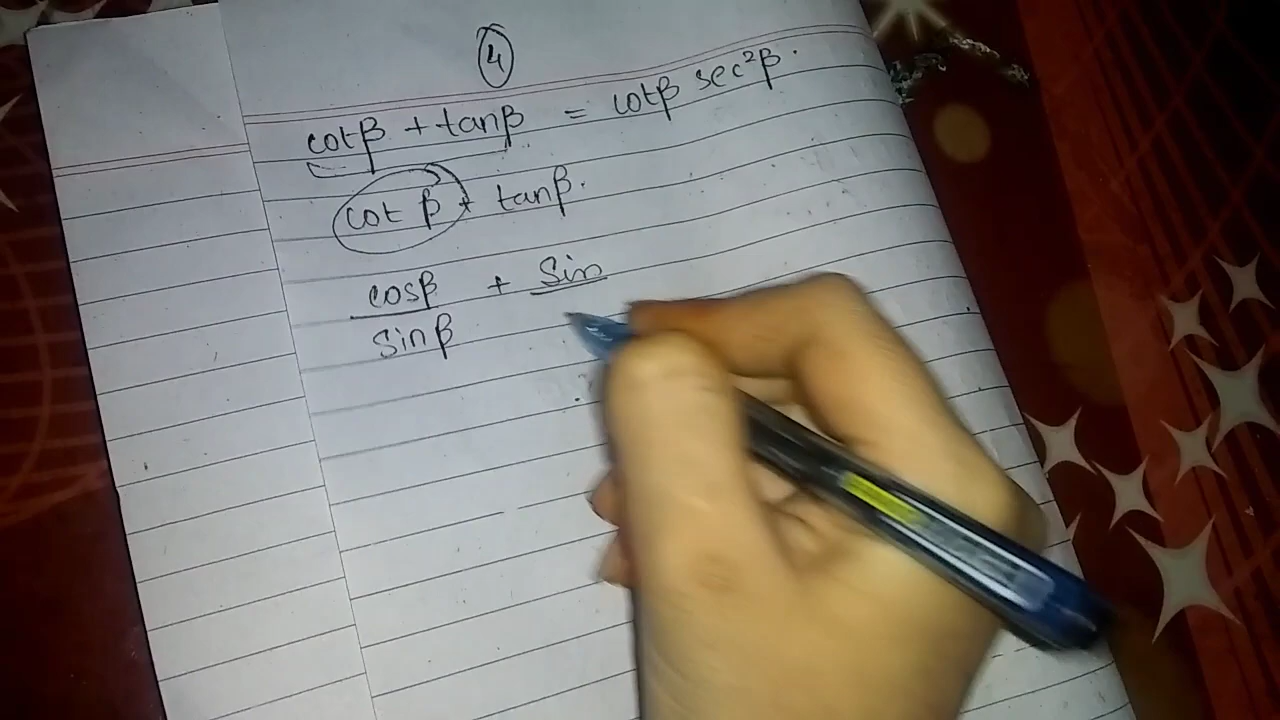 4
cotβ + tanβ = cotβ sec²β.
cot β + tanβ.
cosβ + sin
sinβ